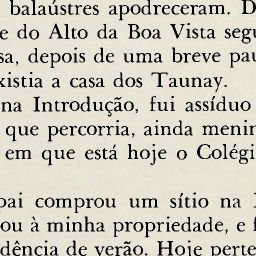 balaústres apodreceram. D
e do Alto da Boa Vista segu
sa, depois de uma breve pau
xistia a casa dos Taunay.
na Introdução, fui assíduo
que percorria, ainda menin
em que está hoje o Colégi
pai comprou um sítio na
ou à minha propriedade, e f
dência de verão. Hoje perte